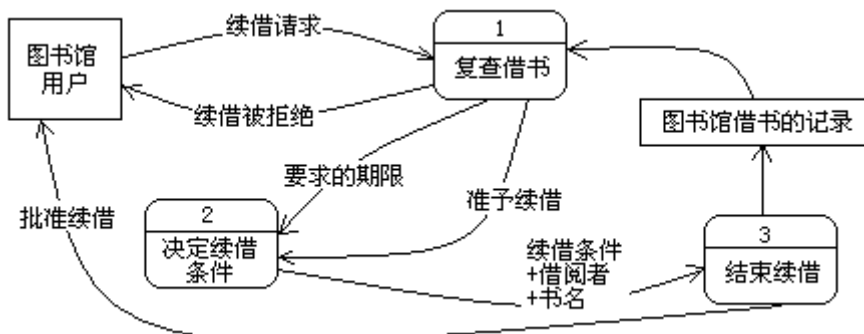 图书馆
用户
续借请求
1
复查借书
续借被拒绝
图书馆借书的记录
要求的期限
准予续借
批准续借
2
决定续借
条件
续借条件
+借阅者
+书名
3
结束续借